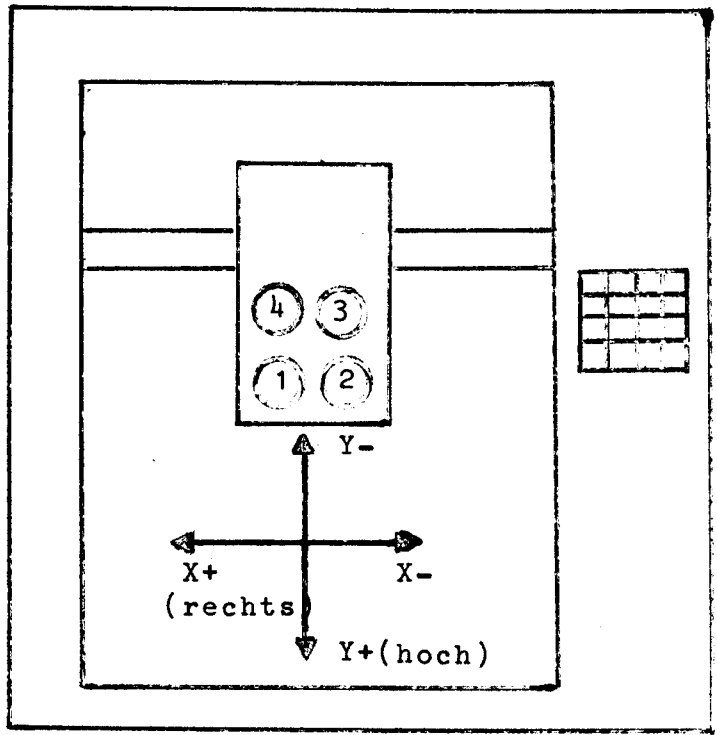 4 3
1 2
Y-
X+ X-
(rechts)
Y+(hoch)